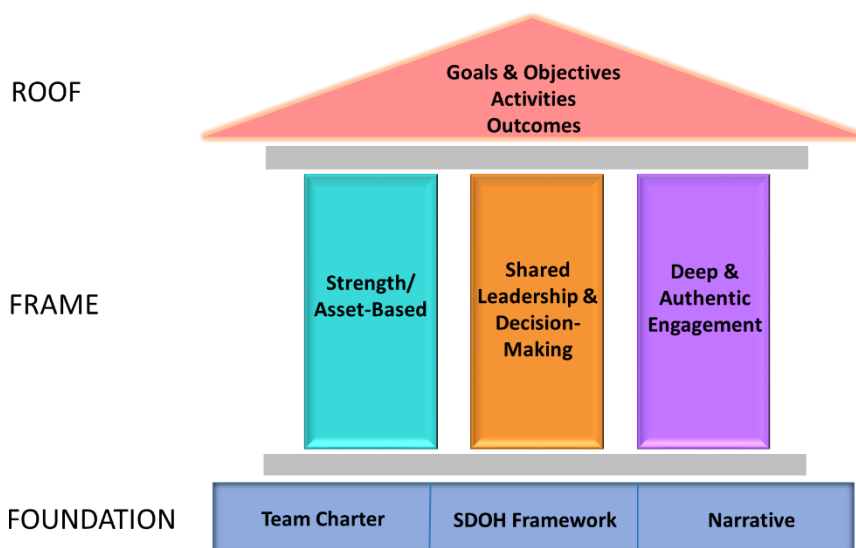 ROOF
Goals & Objectives
Activities
Outcomes
FRAME
Strength/
Asset-Based
Shared
Leadership &
Decision-
Making
Deep &
Authentic
Engagement
FOUNDATION
Team Charter
SDOH Framework
Narrative